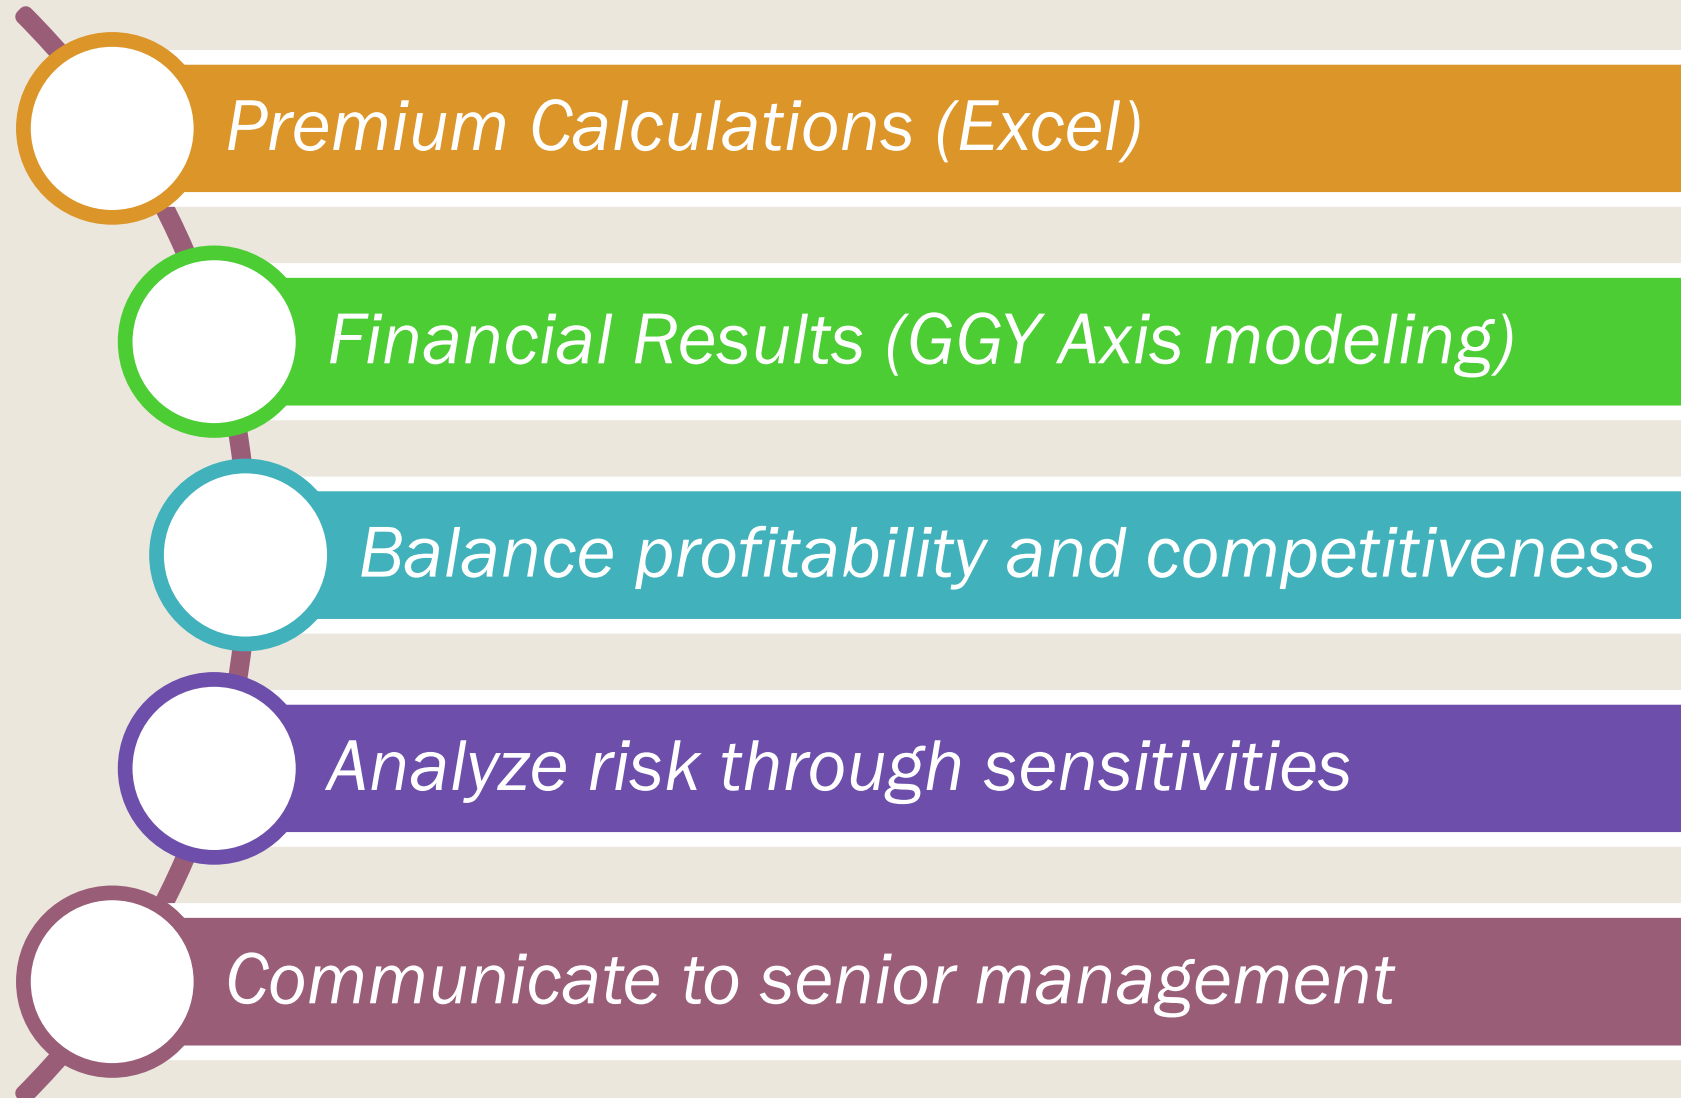 Premium Calculations (Excel)
Financial Results (GGY Axis modeling)
Balance profitability and competitiveness
Analyze risk through sensitivities
Communicate to senior management